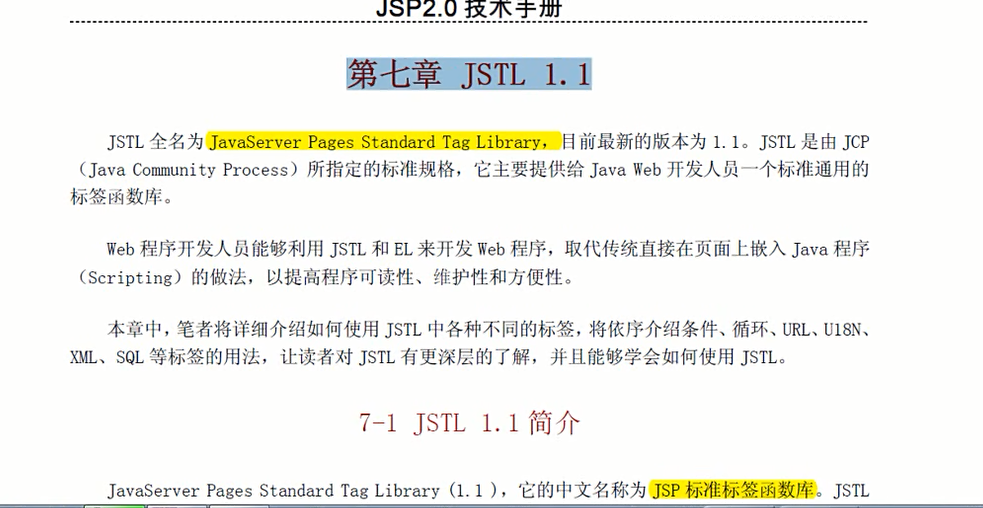 JSP2.0 技术手册
第七章 JSTL 1.1
JSTL 全名为 JavaServer Pages Standard Tag Library，目前最新的版本为 1.1。JSTL 是由 JCP
（Java Community Process）所指定的标准规格，它主要提供给 Java Web 开发人员一个标准通用的
标签函数库。
Web 程序开发人员能够利用 JSTL 和 EL 来开发 Web 程序，取代传统直接在页面上嵌入 Java 程序
（Scripting）的做法，以提高程序可读性、维护性和方便性。
本章中，笔者将详细介绍如何使用 JSTL 中各种不同的标签，将依序介绍条件、循环、URL、U18N、
XML、SQL 等标签的用法，让读者对 JSTL 有更深层的了解，并且能够学会如何使用 JSTL。
7-1 JSTL 1.1 简介
JavaServer Pages Standard Tag Library (1.1 )，它的中文名称为 JSP 标准标签函数库。JSTL